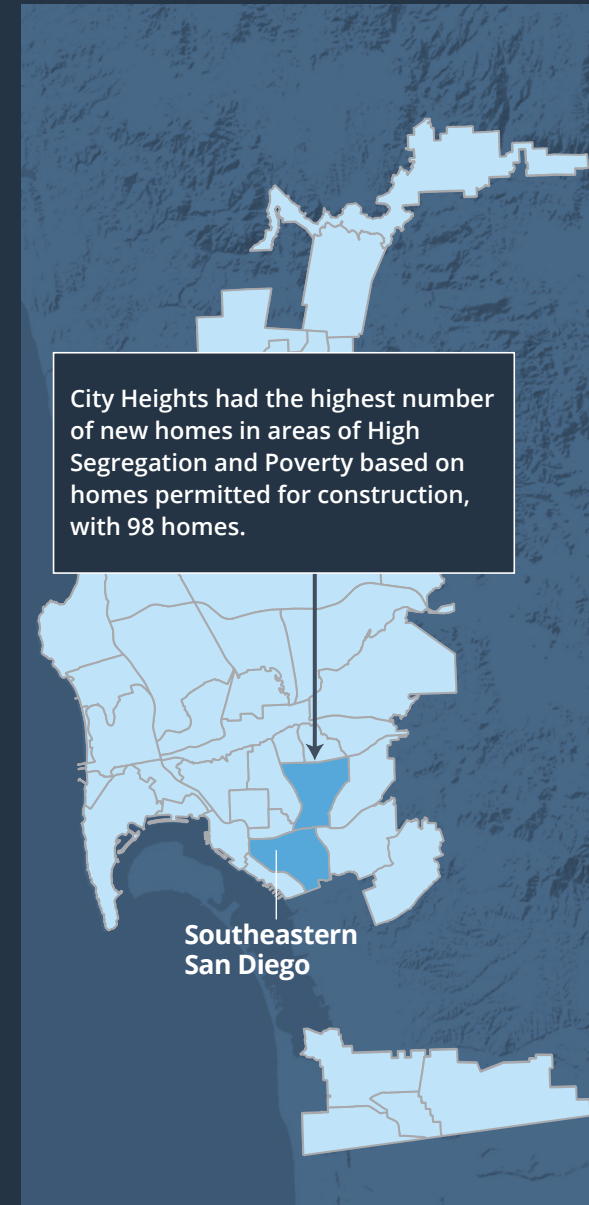 City Heights had the highest number
of new homes in areas of High
Segregation and Poverty based on
homes permitted for construction,
with 98 homes.
Southeastern
San Diego